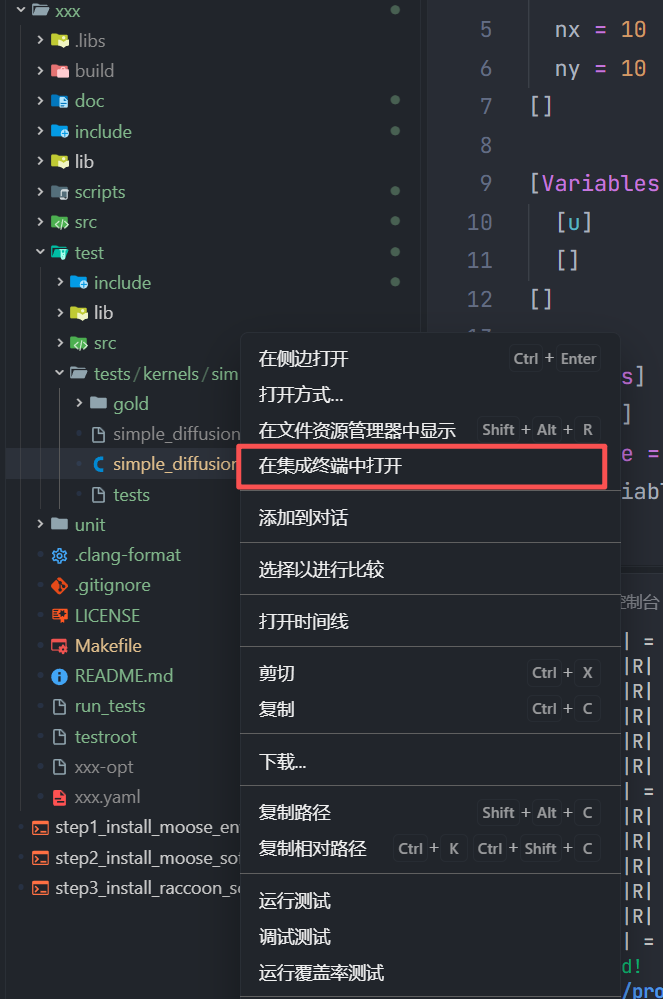 xxx
.libs
build
doc
include
lib
scripts
src
test
include
lib
src
tests/kernels/sim
gold
simple_diffusion
simple_diffusion
tests
unit
.clang-format
.gitignore
LICENSE
Makefile
README.md
run_tests
testroot
xxx-opt
xxx.yaml
step1_install_moose_en
step2_install_moose_so
step3_install_raccoon_s
5 nx = 10
6 ny = 10
7 []
8
9 [Variables
10 [u]
11 []
12 []
s]
]
e =
iabl
在侧边打开 Ctrl + Enter
打开方式...
在文件资源管理器中显示 Shift + Alt + R
在集成终端中打开
添加到对话
选择以进行比较
打开时间线
剪切 Ctrl + X
复制 Ctrl + C
下载...
复制路径 Shift + Alt + C
复制相对路径 Ctrl + K Ctrl + Shift + C
运行测试
调试测试
运行覆盖率测试
控制台
| =
|R|
|R|
|R|
|R|
|R|
| =
|R|
|R|
|R|
|R|
|R|
| =
d!
/pro